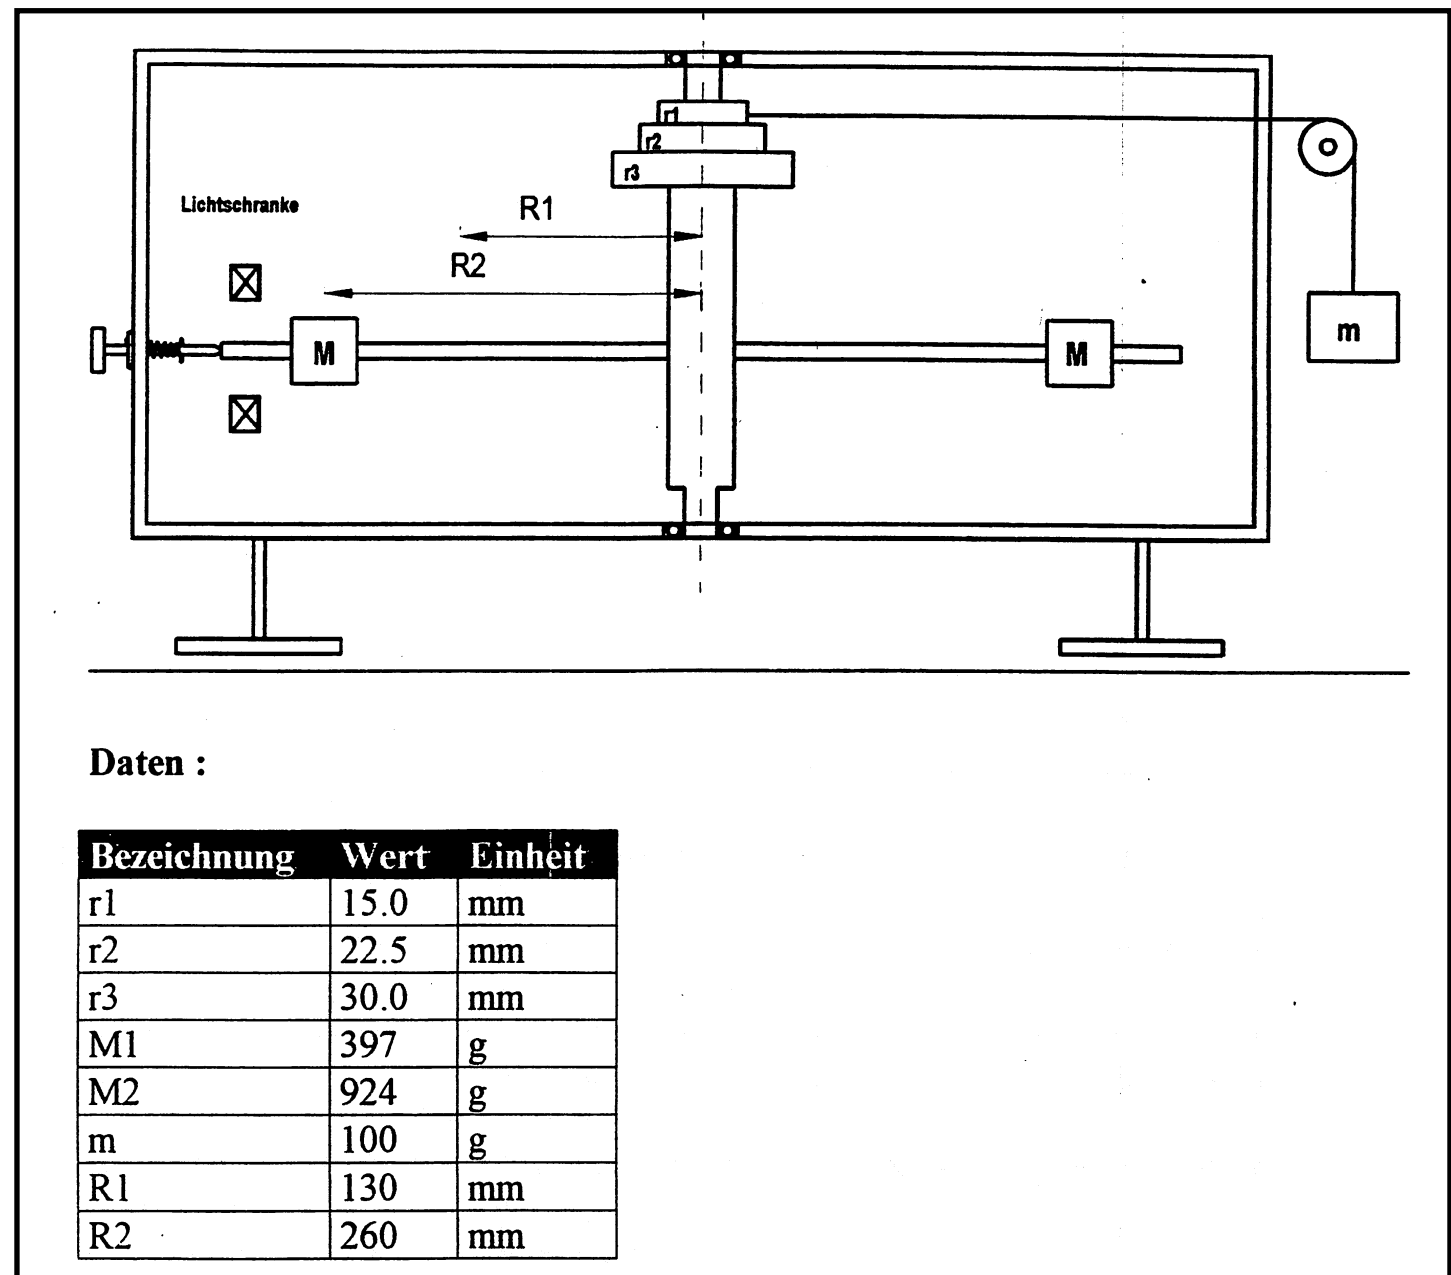 r1
r2
r3
Lichtschranke
R1
R2
M
M
m
Daten :
Bezeichnung Wert Einheit
r1 15.0 mm
r2 22.5 mm
r3 30.0 mm
M1 397 g
M2 924 g
m 100 g
R1 130 mm
R2 260 mm